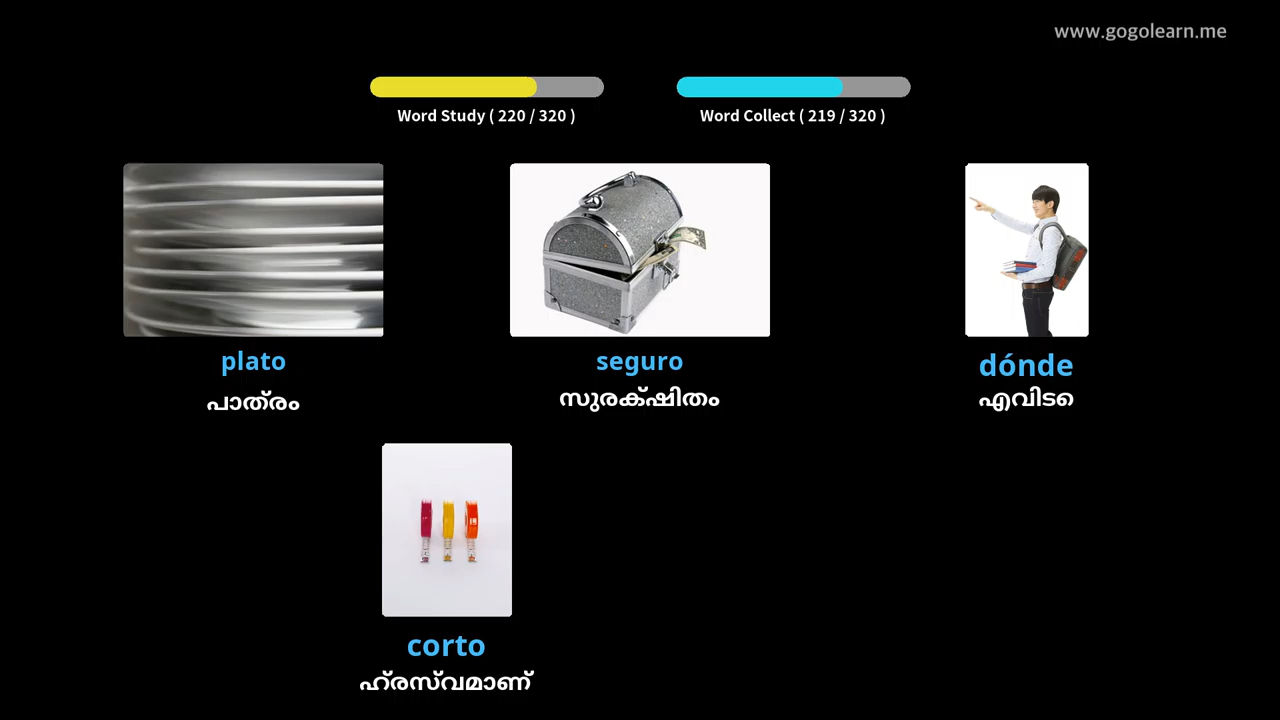 www.gogolearn.me
Word Study ( 220 / 320 )
Word Collect ( 219 / 320 )
plato
seguro
dónde
പാത്രം
സുരക്ഷിതം
എവിടെ
corto
ഹ്രസ്വമാണ്